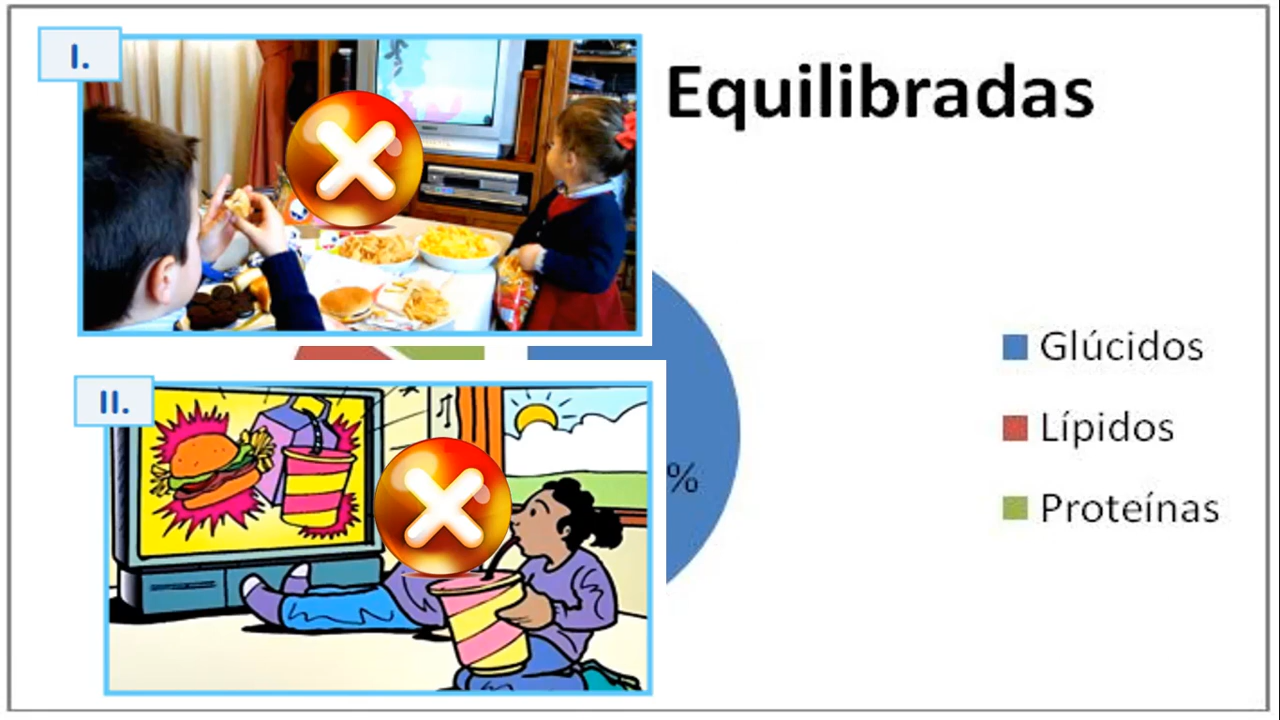 I.
Equilibradas
Glúcidos
II.
Lípidos
%
Proteínas